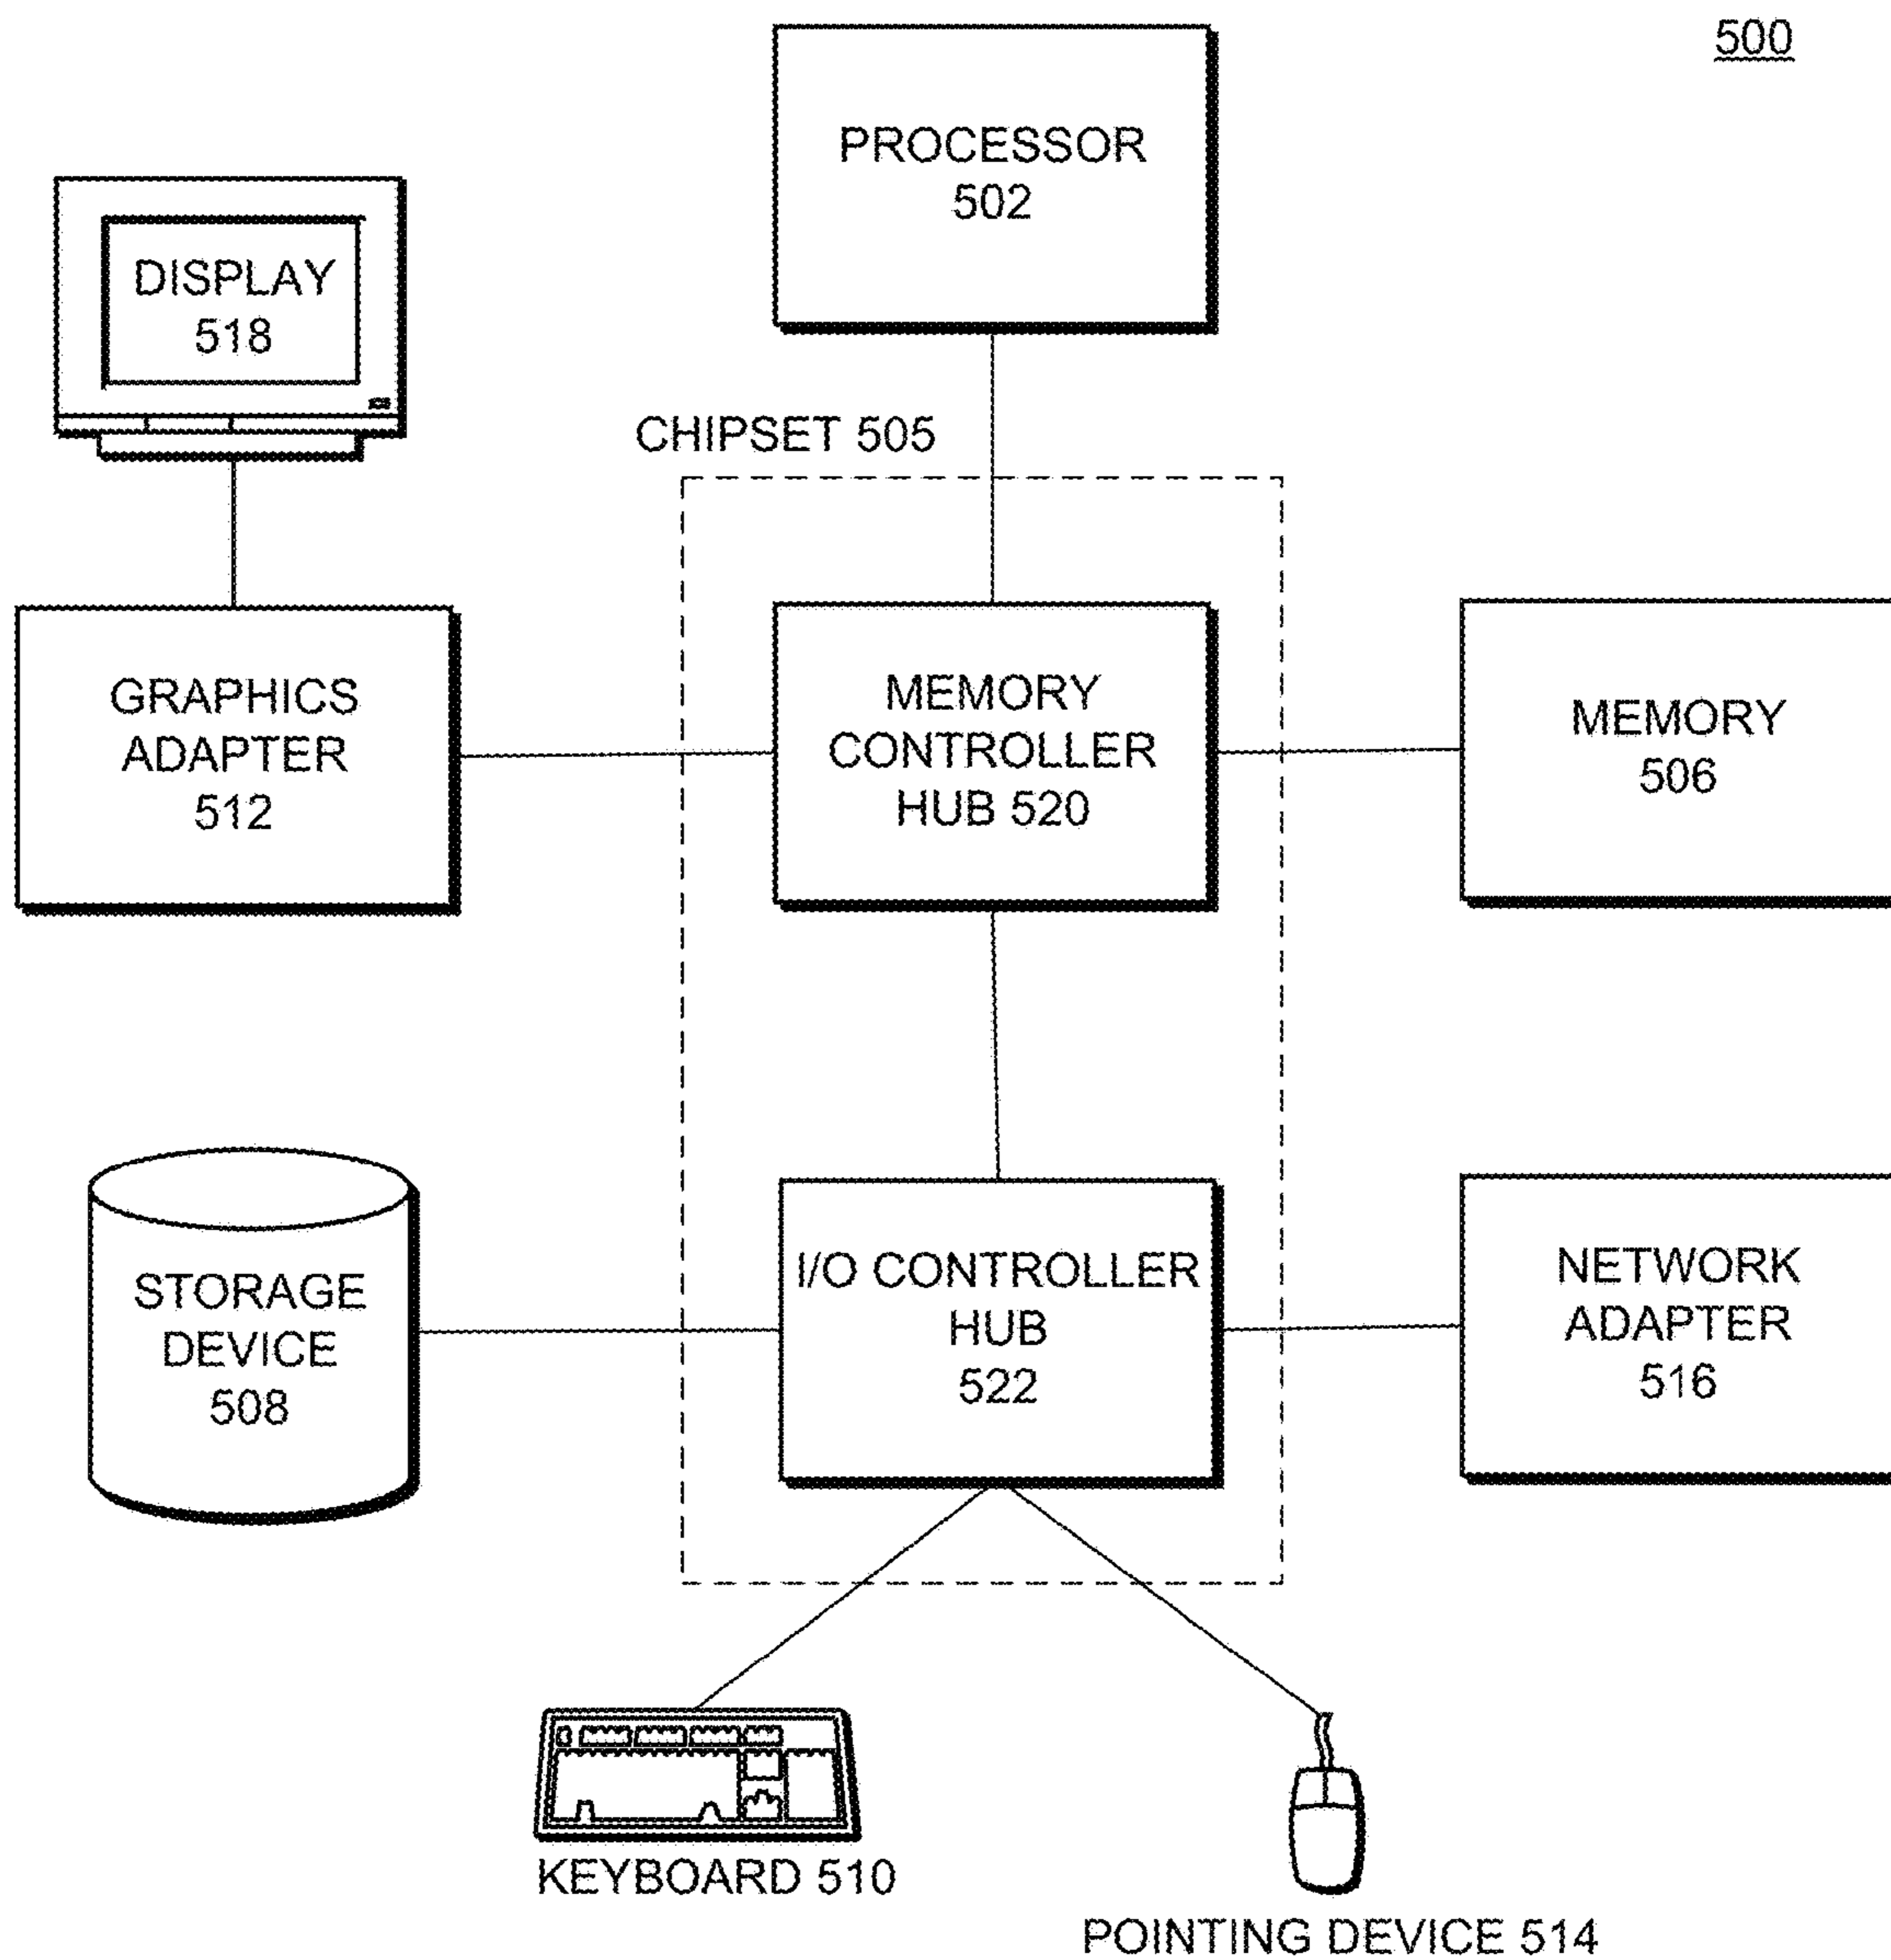 500
PROCESSOR
502
DISPLAY
518
CHIPSET 505
GRAPHICS
ADAPTER
512
MEMORY
CONTROLLER
HUB 520
MEMORY
506
STORAGE
DEVICE
508
I/O CONTROLLER
HUB
522
NETWORK
ADAPTER
516
KEYBOARD 510
POINTING DEVICE 514